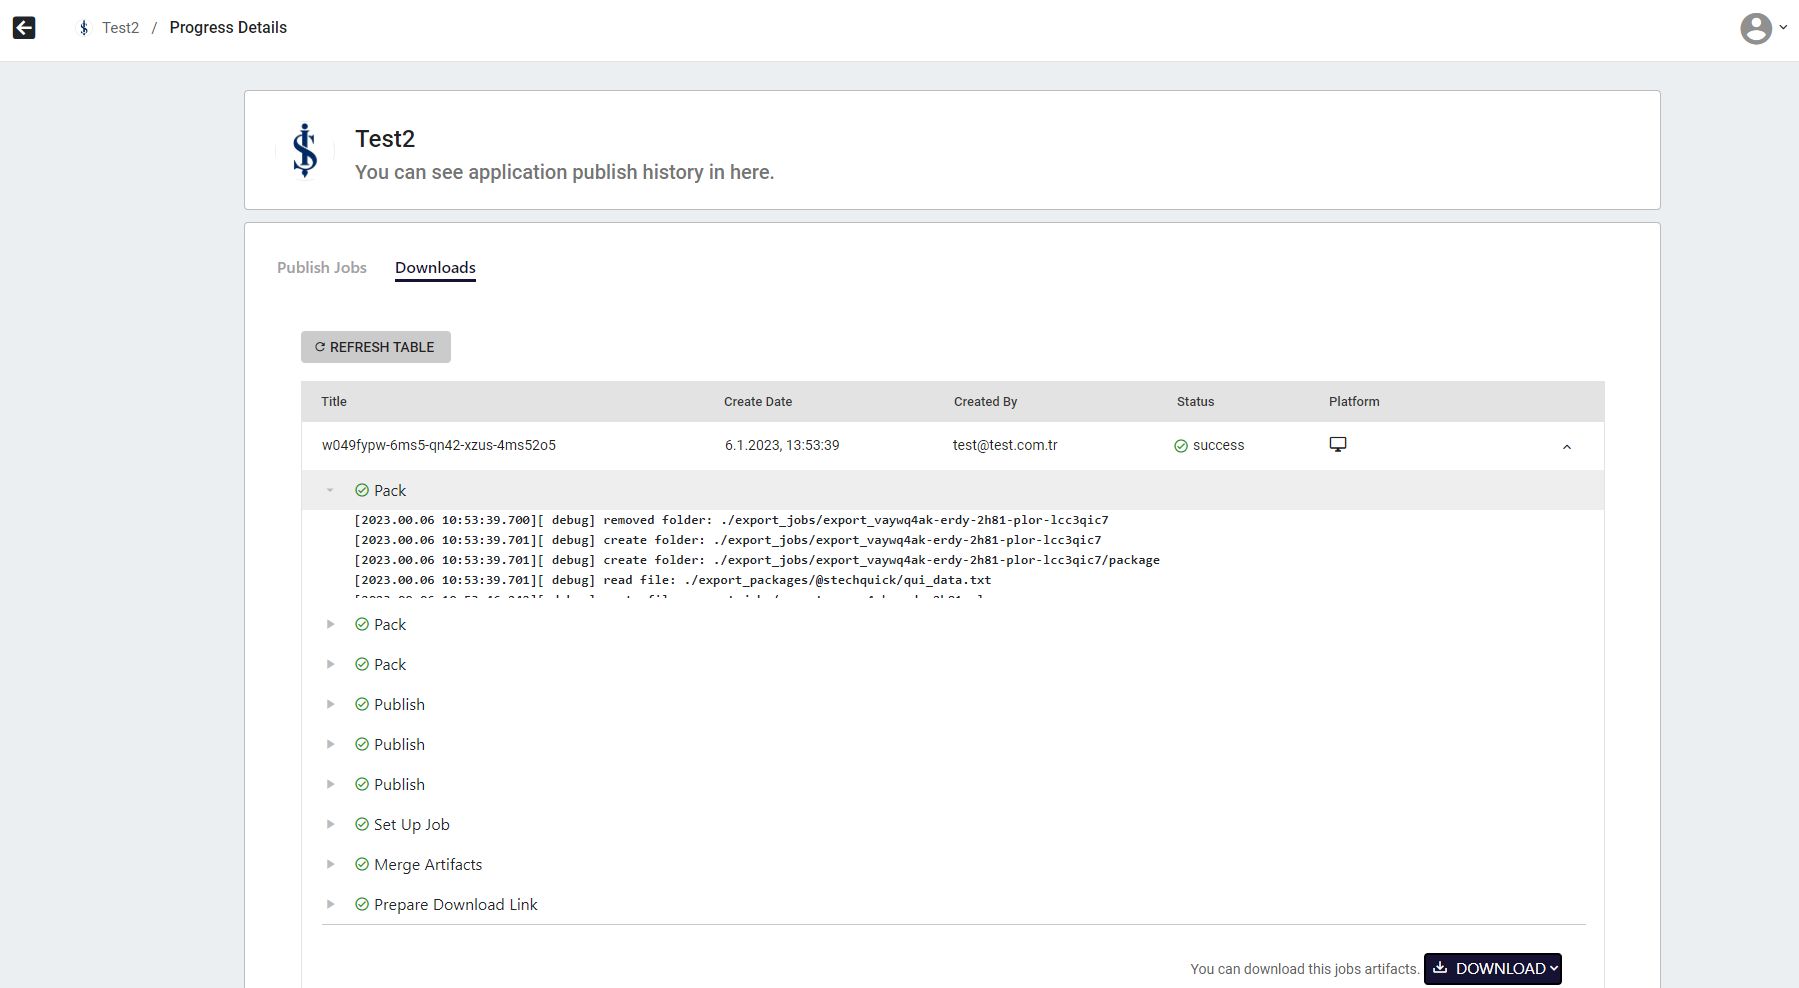 Test2 / Progress Details
Test2
You can see application publish history in here.
Publish Jobs Downloads
REFRESH TABLE
Title Create Date Created By Status Platform
w049fypw-6ms5-qn42-xzus-4ms52o5 6.1.2023, 13:53:39 test@test.com.tr success
Pack
[2023.00.06 10:53:39.700][ debug] removed folder: ./export_jobs/export_vaywq4ak-erdy-2h81-plor-lcc3qic7
[2023.00.06 10:53:39.701][ debug] create folder: ./export_jobs/export_vaywq4ak-erdy-2h81-plor-lcc3qic7
[2023.00.06 10:53:39.701][ debug] create folder: ./export_jobs/export_vaywq4ak-erdy-2h81-plor-lcc3qic7/package
[2023.00.06 10:53:39.701][ debug] read file: ./export_packages/@stechquick/qui_data.txt
Pack
Pack
Publish
Publish
Publish
Set Up Job
Merge Artifacts
Prepare Download Link
You can download this jobs artifacts. DOWNLOAD